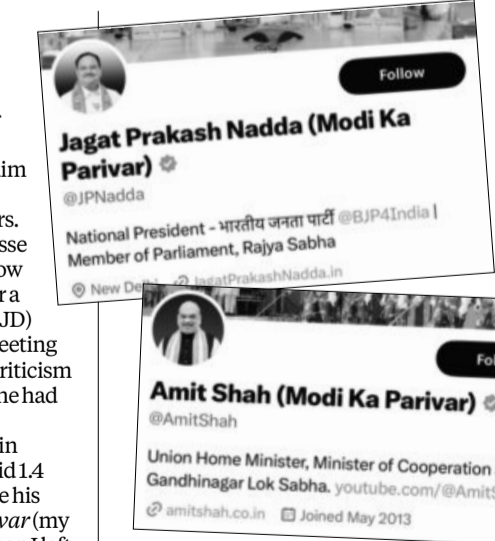 Follow
Jagat Prakash Nadda (Modi Ka
Parivar)
@JPNadda
National President - भारतीय जनता पार्टी @BJP4India |
Member of Parliament, Rajya Sabha
New Delhi JagatPrakashNadda.in
Amit Shah (Modi Ka Parivar)
@AmitShah
Union Home Minister, Minister of Cooperation
Gandhinagar Lok Sabha. youtube.com/@AmitS
amitshah.co.in Joined May 2013
rs.
sse
ow
r a
JD)
eeting
riticism
he had
in
id 1.4
e his
var (my